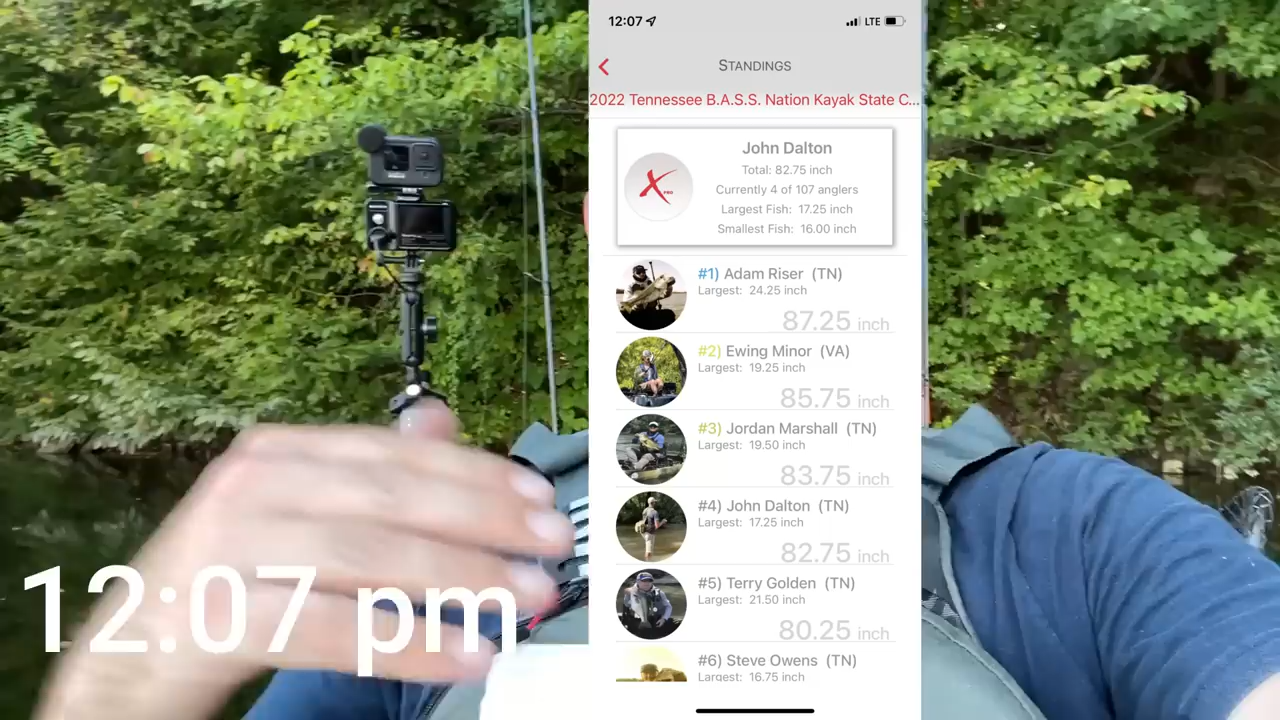 12:07
LTE
STANDINGS
2022 Tennessee B.A.S.S. Nation Kayak State C...
John Dalton
Total: 82.75 inch
Currently 4 of 107 anglers
Largest Fish: 17.25 inch
Smallest Fish: 16.00 inch
X PRO
#1) Adam Riser (TN)
Largest: 24.25 inch
87.25 inch
#2) Ewing Minor (VA)
Largest: 19.25 inch
85.75 inch
#3) Jordan Marshall (TN)
Largest: 19.50 inch
83.75 inch
#4) John Dalton (TN)
Largest: 17.25 inch
82.75 inch
#5) Terry Golden (TN)
Largest: 21.50 inch
80.25 inch
#6) Steve Owens (TN)
Largest: 16.75 inch
12:07 pm